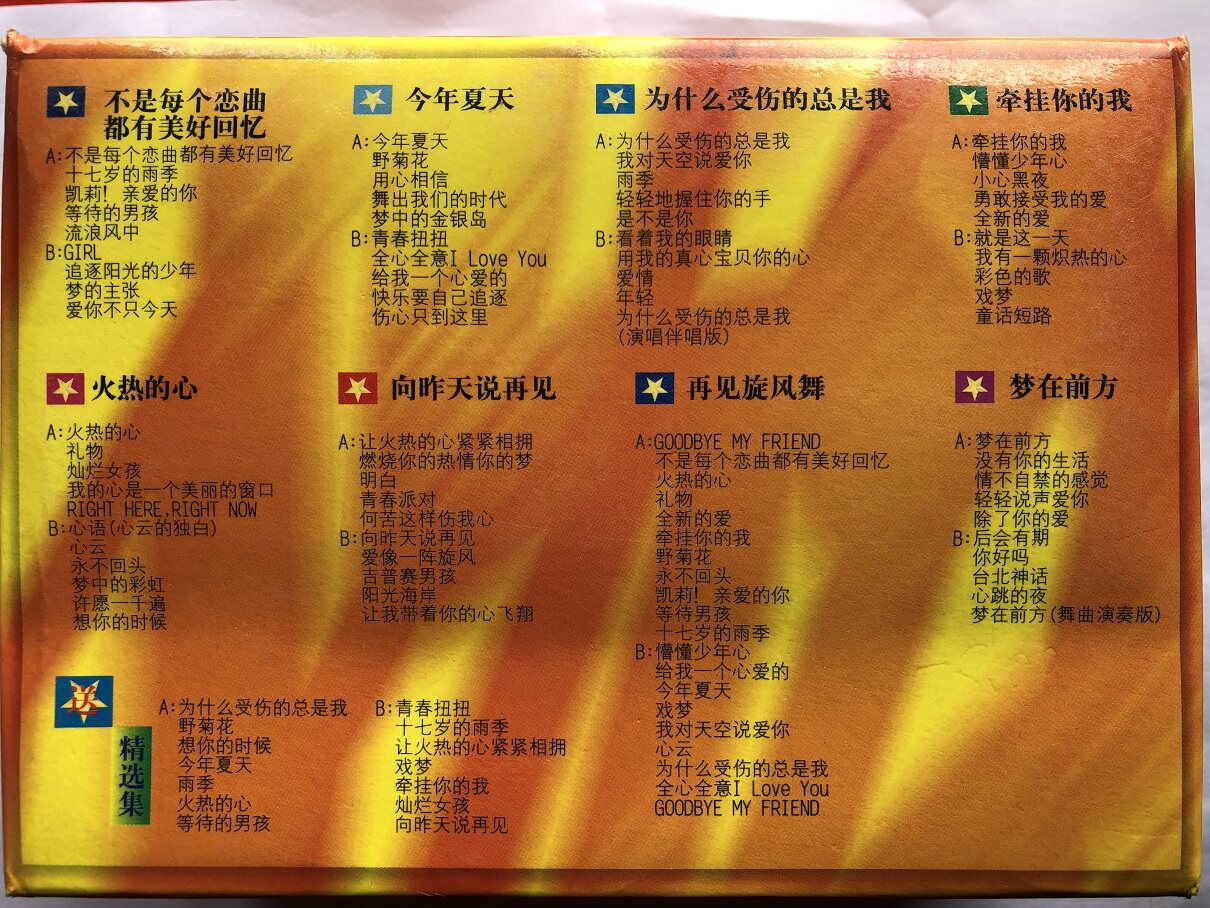 不是每个恋曲
都有美好回忆
A:不是每个恋曲都有美好回忆
十七岁的雨季
凯莉！亲爱的你
等待的男孩
流浪风中
B:GIRL
追逐阳光的少年
梦的主张
爱你不只今天
今年夏天
A:今年夏天
野菊花
用心相信
舞出我们的时代
梦中的金银岛
B:青春扭扭
全心全意I Love You
给我一个心爱的
快乐要自己追逐
伤心只到这里
为什么受伤的总是我
A:为什么受伤的总是我
我对天空说爱你
雨季
轻轻地握住你的手
是不是你
B:看着我的眼睛
用我的真心宝贝你的心
爱情
年轻
为什么受伤的总是我
(演唱伴唱版)
牵挂你的我
A:牵挂你的我
懵懂少年心
小心黑夜
勇敢接受我的爱
全新的爱
B:就是这一天
我有一颗炽热的心
彩色的歌
戏梦
童话短路
火热的心
A:火热的心
礼物
灿烂女孩
我的心是一个美丽的窗口
RIGHT HERE,RIGHT NOW
B:心语(心云的独白)
心云
永不回头
梦中的彩虹
许愿一千遍
想你的时候
向昨天说再见
A:让火热的心紧紧相拥
燃烧你的热情你的梦
明白
青春派对
何苦这样伤我心
B:向昨天说再见
爱像一阵旋风
吉普赛男孩
阳光海岸
让我带着你的心飞翔
再见旋风舞
A:GOODBYE MY FRIEND
不是每个恋曲都有美好回忆
火热的心
礼物
全新的爱
牵挂你的我
野菊花
永不回头
凯莉！亲爱的你
等待男孩
十七岁的雨季
B:懵懂少年心
给我一个心爱的
今年夏天
戏梦
我对天空说爱你
心云
为什么受伤的总是我
全心全意I Love You
GOODBYE MY FRIEND
梦在前方
A:梦在前方
没有你的生活
情不自禁的感觉
轻轻说声爱你
除了你的爱
B:后会有期
你好吗
台北神话
心跳的夜
梦在前方(舞曲演奏版)
送
精选集
A:为什么受伤的总是我
野菊花
想你的时候
今年夏天
雨季
火热的心
等待的男孩
B:青春扭扭
十七岁的雨季
让火热的心紧紧相拥
戏梦
牵挂你的我
灿烂女孩
向昨天说再见